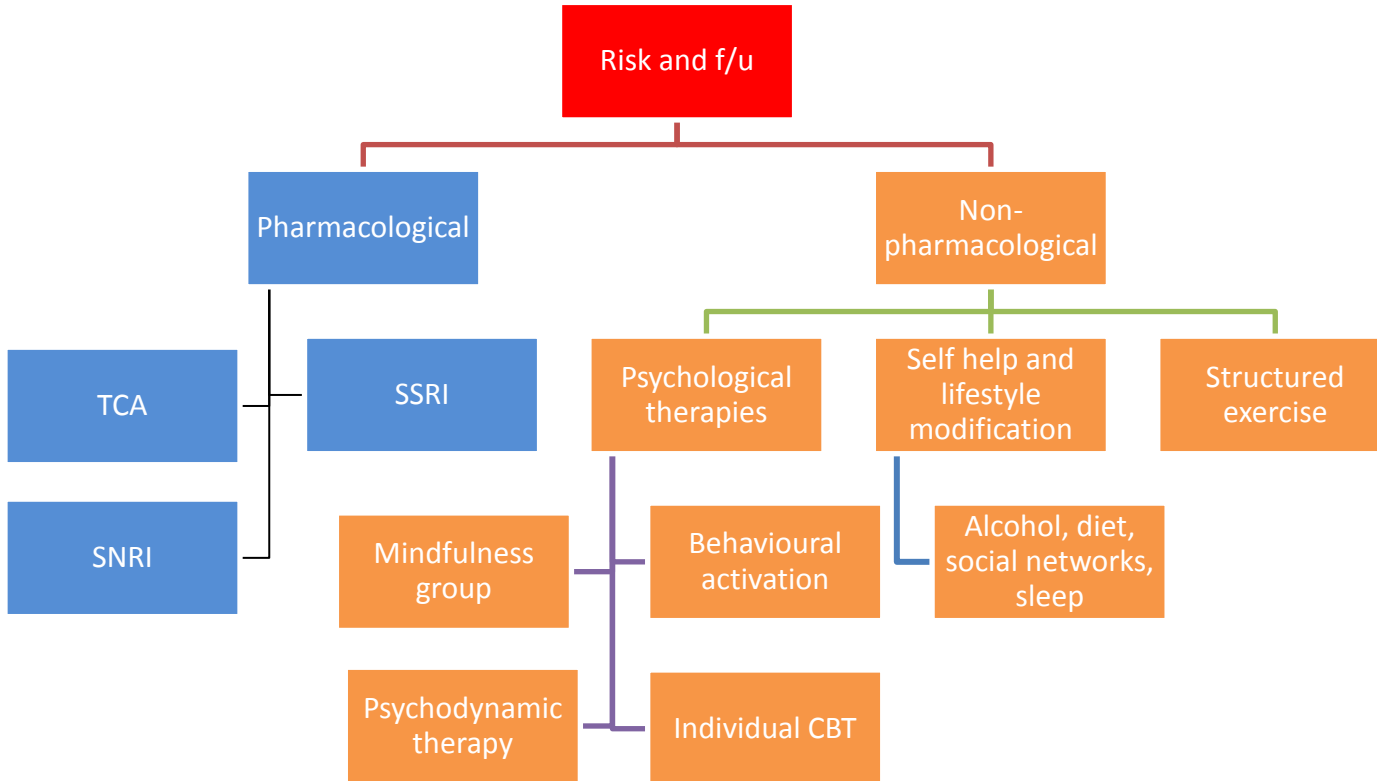 Risk and f/u
Pharmacological
Non-
pharmacological
TCA
SSRI
SNRI
Psychological
therapies
Self help and
lifestyle
modification
Structured
exercise
Mindfulness
group
Behavioural
activation
Alcohol, diet,
social networks,
sleep
Psychodynamic
therapy
Individual CBT